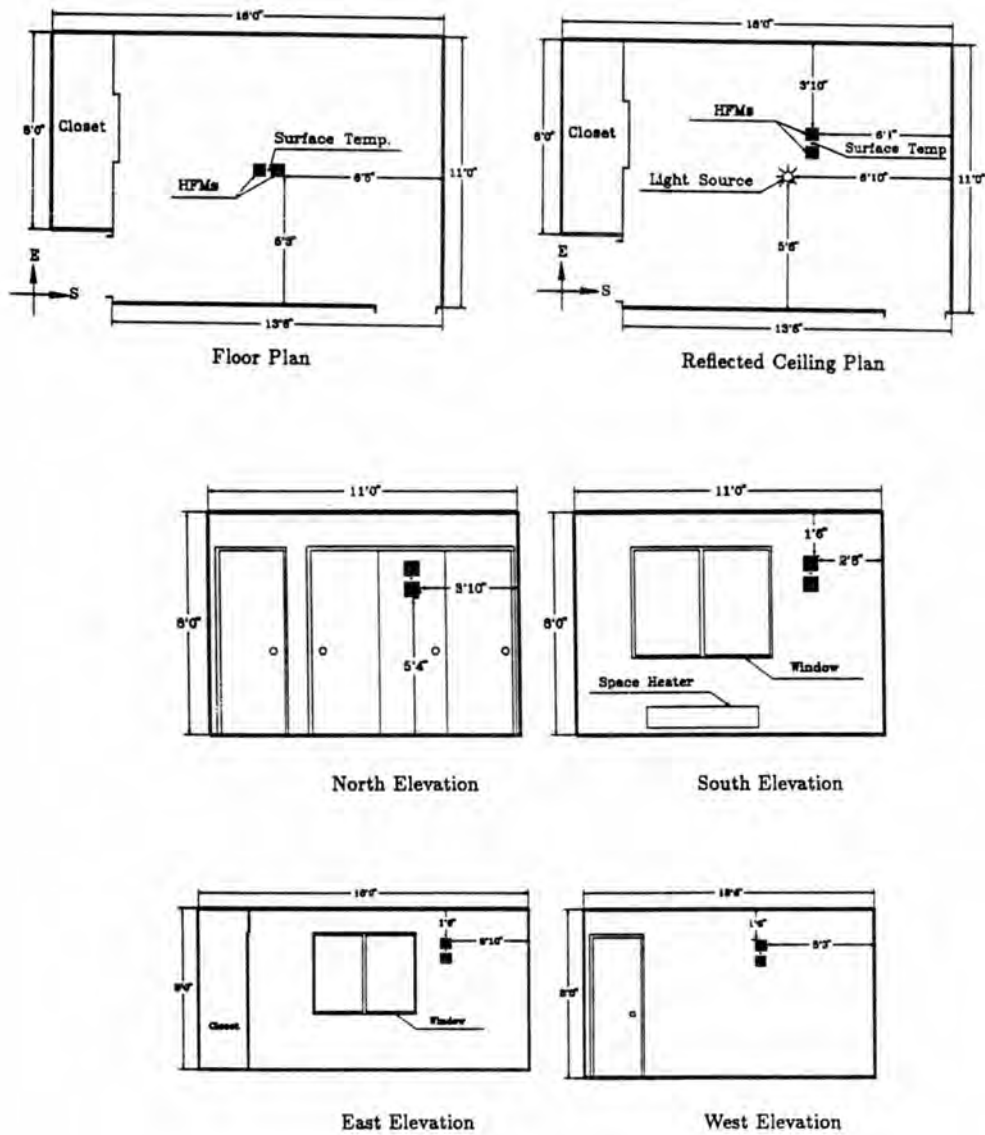 16'0" 16'0"
8'0" Closet Surface Temp. HFMs 6'5" 11'0"
6'3"
E
S
13'6"
Floor Plan
3'10"
HFMs
6'1"
8'0" Closet Surface Temp
Light Source 6'10" 11'0"
5'6"
E
S
13'6"
Reflected Ceiling Plan
11'0"
3'10"
8'0"
5'4"
North Elevation
11'0"
1'6"
2'8"
8'0"
Window
Space Heater
South Elevation
16'0"
1'6"
8'0"
Closet
Window
East Elevation
1'6"
5'3"
8'0"
West Elevation